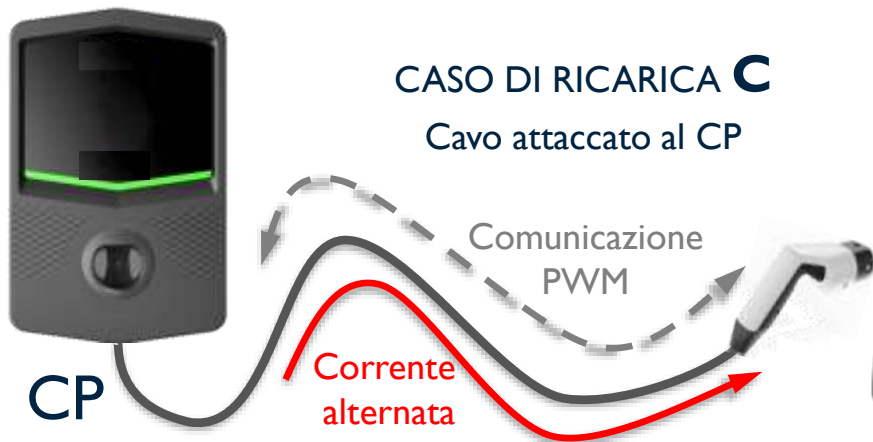 CASO DI RICARICA C
Cavo attaccato al CP
Comunicazione
PWM
Corrente
alternata
CP